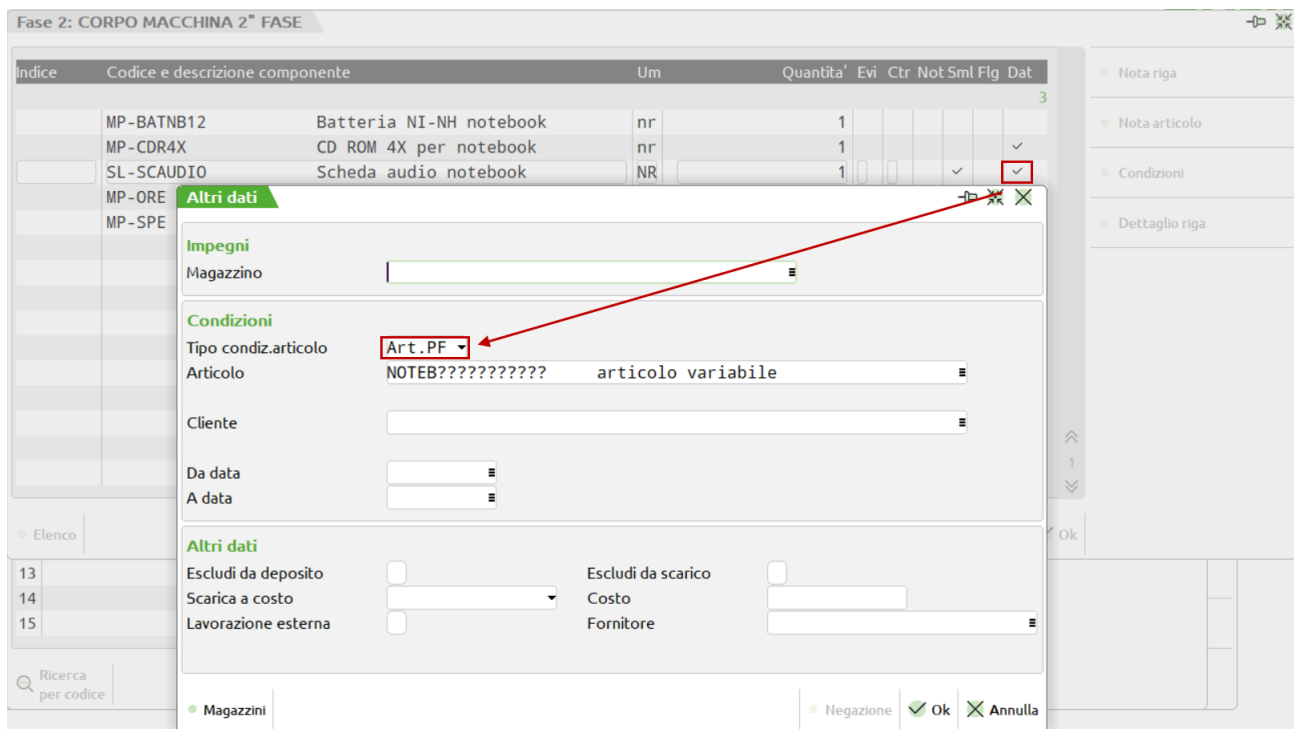 Fase 2: CORPO MACCHINA 2" FASE
Indice Codice e descrizione componente Um Quantita' Evi Ctr Not Sml Flg Dat
3
MP-BATNB12 Batteria NI-NH notebook nr 1
MP-CDR4X CD ROM 4X per notebook nr 1
SL-SCAUDIO Scheda audio notebook NR 1
MP-ORE
MP-SPE
Nota riga
Nota articolo
Condizioni
Dettaglio riga
Altri dati
Impegni
Magazzino
Condizioni
Tipo condiz.articolo Art.PF
Articolo NOTEB??????????? articolo variabile
Cliente
Da data
A data
1
Elenco
Ok
Altri dati
Escludi da deposito Escludi da scarico
Scarica a costo Costo
Lavorazione esterna Fornitore
13
14
15
Ricerca
per codice
Magazzini Negazione Ok Annulla